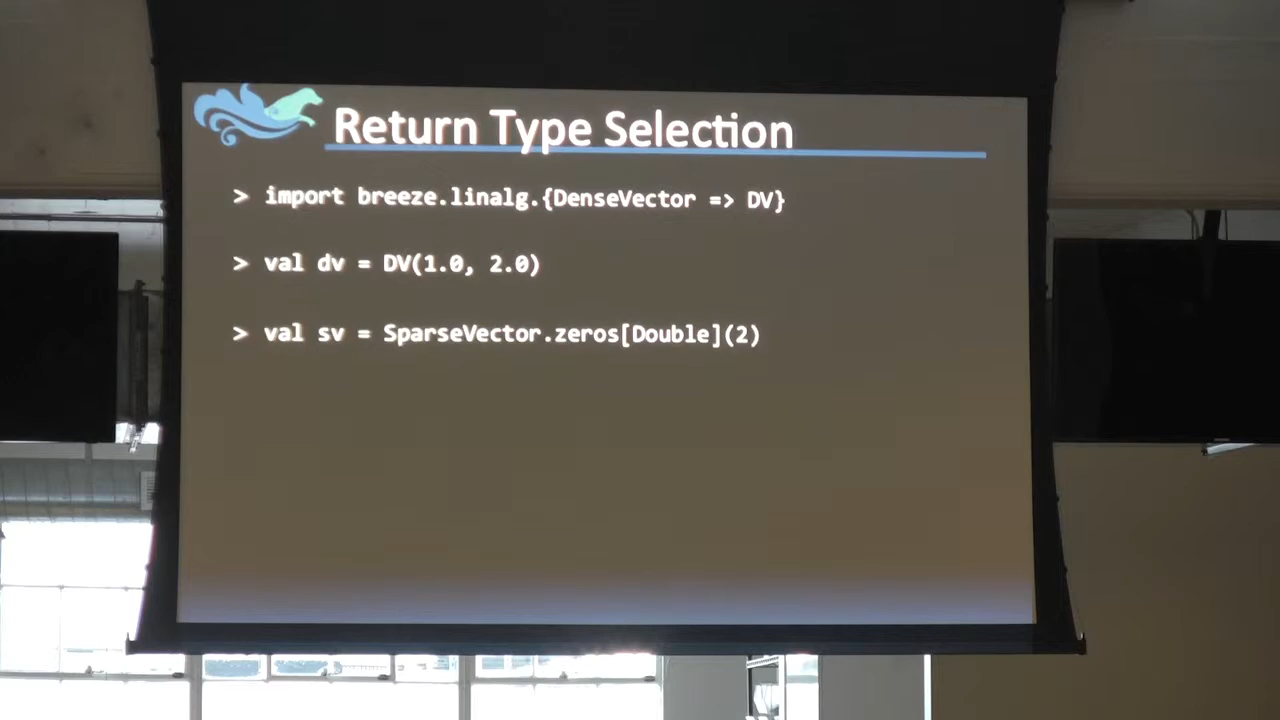 Return Type Selection
> import breeze.linalg.{DenseVector => DV}
> val dv = DV(1.0, 2.0)
> val sv = SparseVector.zeros[Double](2)